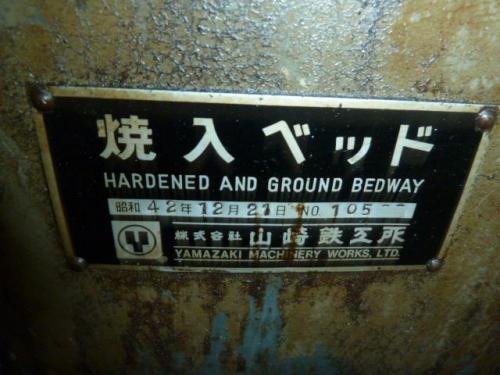 焼入ベッド
HARDENED AND GROUND BEDWAY
昭和 42年12月21日 NO 105
株式会社 山崎鉄工所
YAMAZAKI MACHINERY WORKS, LTD.